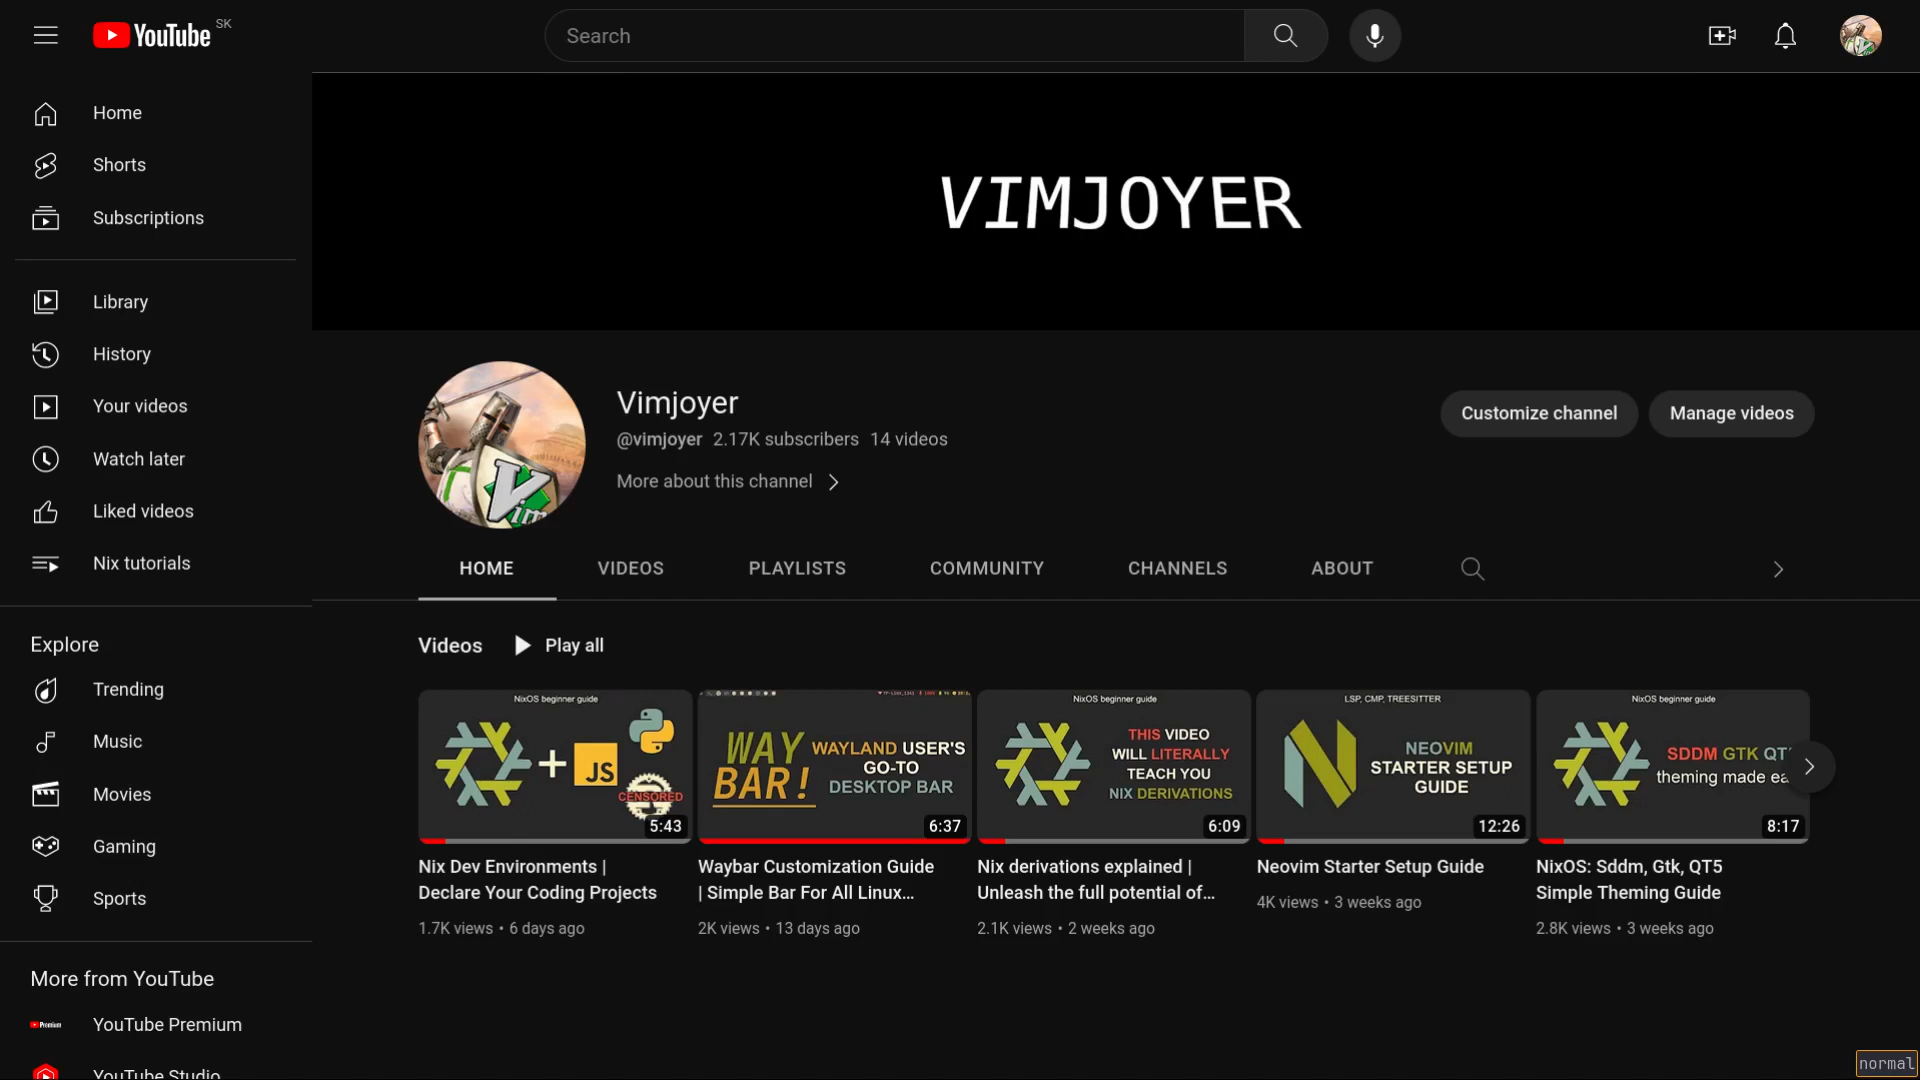 YouTube SK
Search
Home
Shorts
Subscriptions
Library
History
Your videos
Watch later
Liked videos
Nix tutorials
Explore
Trending
Music
Movies
Gaming
Sports
More from YouTube
Premium
YouTube Premium
YouTube Studio
VIMJOYER
Vim
Vimjoyer
@vimjoyer 2.17K subscribers 14 videos
More about this channel
Customize channel
Manage videos
HOME VIDEOS PLAYLISTS COMMUNITY CHANNELS ABOUT
Videos Play all
NixOS beginner guide
+
JS
CENSORED
5:43
Nix Dev Environments |
Declare Your Coding Projects
1.7K views • 6 days ago
WAY
BAR!
WAYLAND USER'S
GO-TO
DESKTOP BAR
6:37
Waybar Customization Guide
| Simple Bar For All Linux...
2K views • 13 days ago
NixOS beginner guide
THIS VIDEO
WILL LITERALLY
TEACH YOU
NIX DERIVATIONS
6:09
Nix derivations explained |
Unleash the full potential of...
2.1K views • 2 weeks ago
LSP, CMP, TREESITTER
NEOVIM
STARTER SETUP
GUIDE
12:26
Neovim Starter Setup Guide
4K views • 3 weeks ago
NixOS beginner guide
SDDM GTK QT
theming made ea
8:17
NixOS: Sddm, Gtk, QT5
Simple Theming Guide
2.8K views • 3 weeks ago
normal